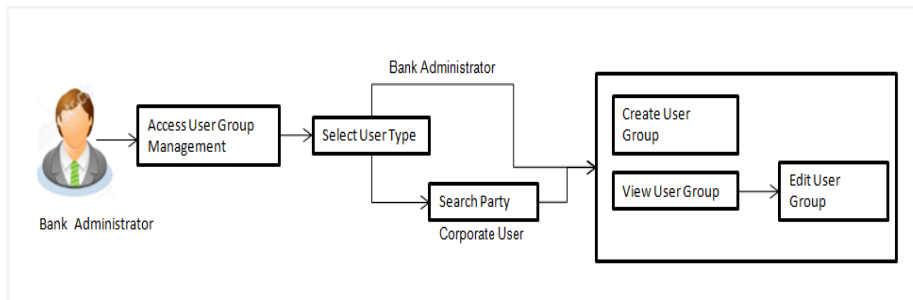 Bank Administrator
Access User Group
Management
Select User Type
Bank Administrator
Search Party
Corporate User
Create User
Group
View User Group
Edit User
Group